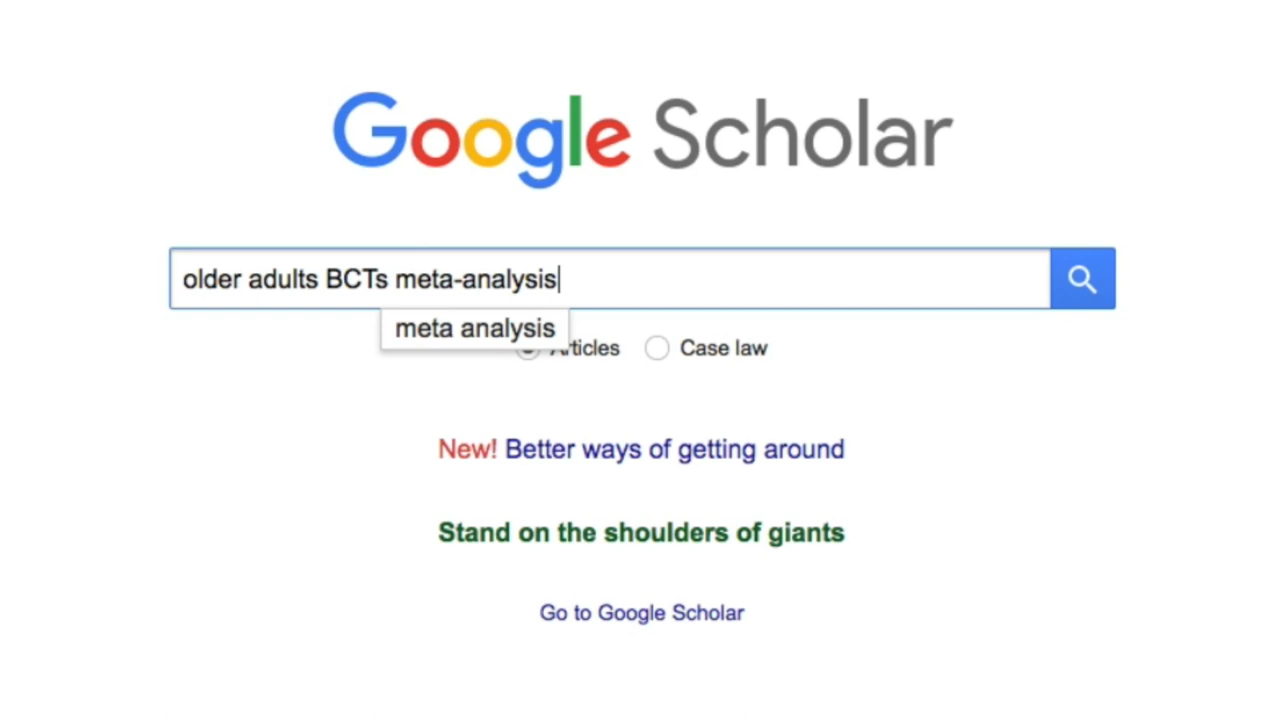 Google Scholar
older adults BCTs meta-analysis
meta analysis
Articles Case law
New! Better ways of getting around
Stand on the shoulders of giants
Go to Google Scholar